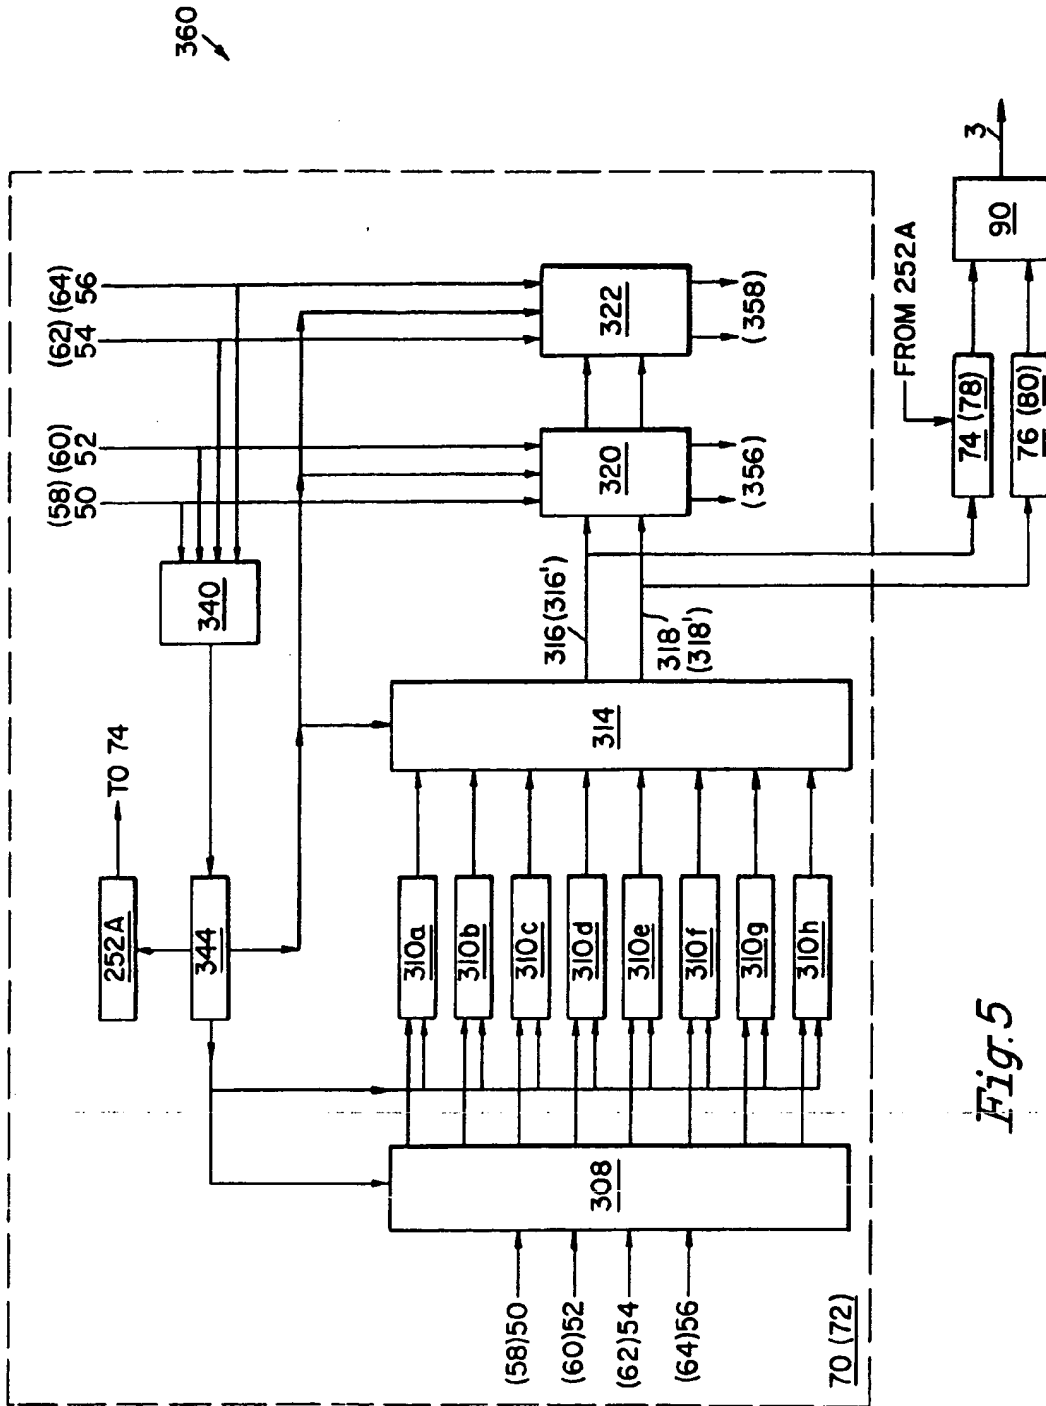 360
(58) (60)
50 52
(62) (64)
54 56
340
TO 74
252A
344
320
322
(356)
(358)
316 (316')
318 (318')
314
310a
310b
310c
310d
310e
310f
310g
310h
308
(58)50
(60)52
(62)54
(64)56
70 (72)
FROM 252A
74 (78)
76 (80)
90
3
Fig. 5